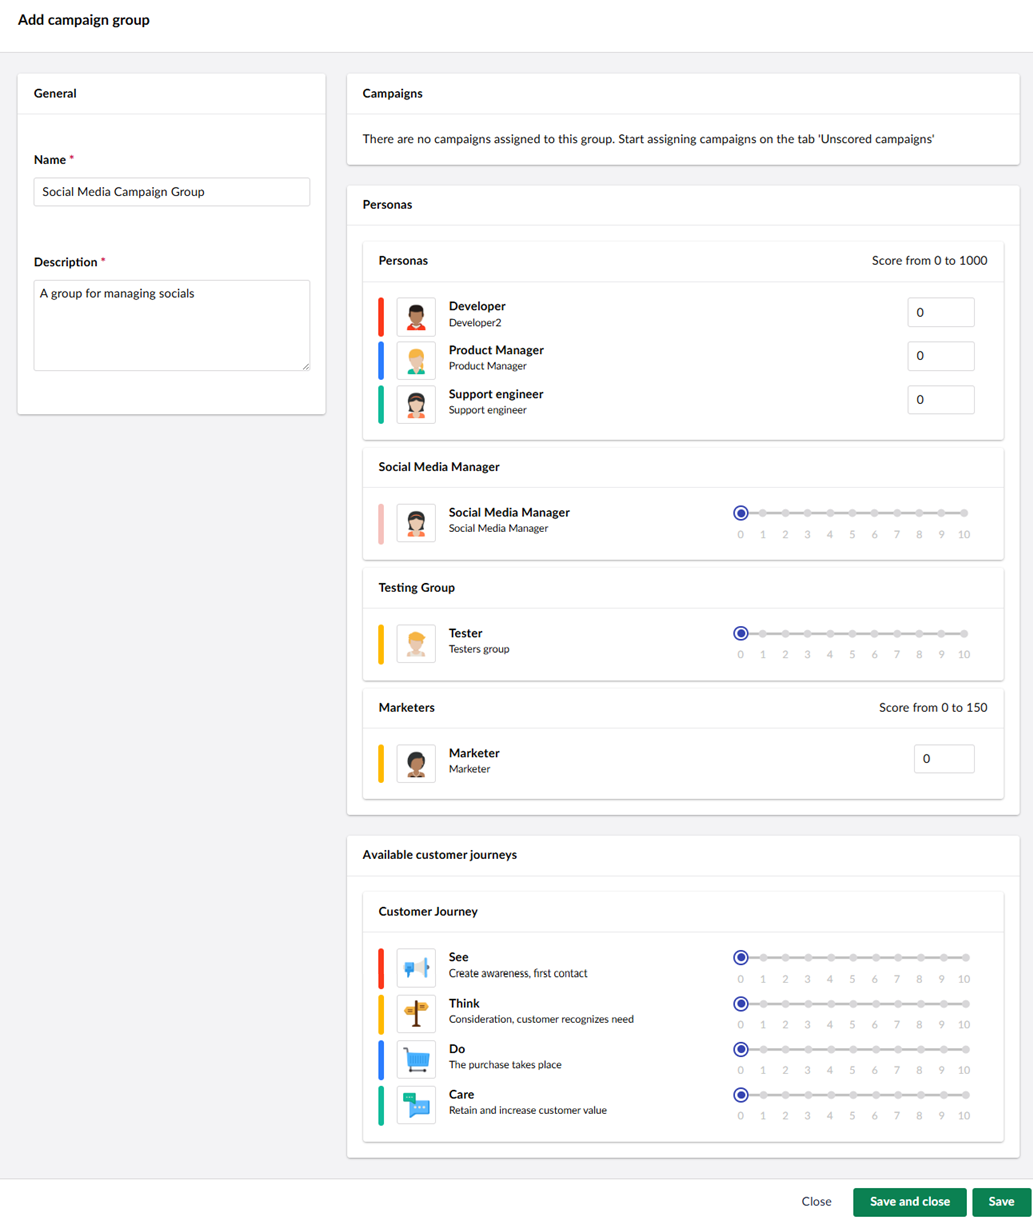 Add campaign group
General
Name *
Social Media Campaign Group
Description *
A group for managing socials
Campaigns
There are no campaigns assigned to this group. Start assigning campaigns on the tab 'Unscored campaigns'
Personas
Personas Score from 0 to 1000
Developer
Developer2
0
Product Manager
Product Manager
0
Support engineer
Support engineer
0
Social Media Manager
Social Media Manager
Social Media Manager
0 1 2 3 4 5 6 7 8 9 10
Testing Group
Tester
Testers group
0 1 2 3 4 5 6 7 8 9 10
Marketers Score from 0 to 150
Marketer
Marketer
0
Available customer journeys
Customer Journey
See
Create awareness, first contact
0 1 2 3 4 5 6 7 8 9 10
Think
Consideration, customer recognizes need
0 1 2 3 4 5 6 7 8 9 10
Do
The purchase takes place
0 1 2 3 4 5 6 7 8 9 10
Care
Retain and increase customer value
0 1 2 3 4 5 6 7 8 9 10
Close Save and close Save